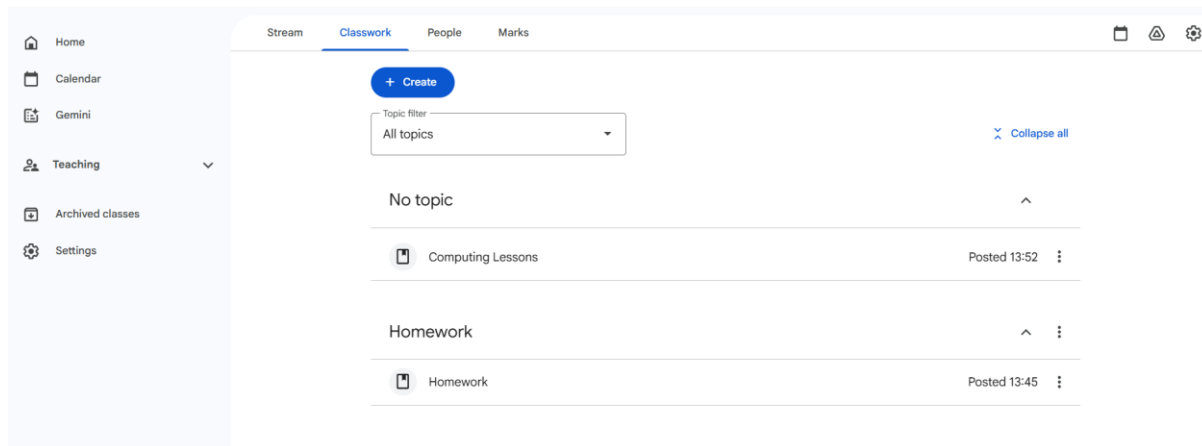 Home
Calendar
Gemini
Teaching
Archived classes
Settings
Stream Classwork People Marks
+ Create
Topic filter
All topics
Collapse all
No topic
Computing Lessons Posted 13:52
Homework
Homework Posted 13:45